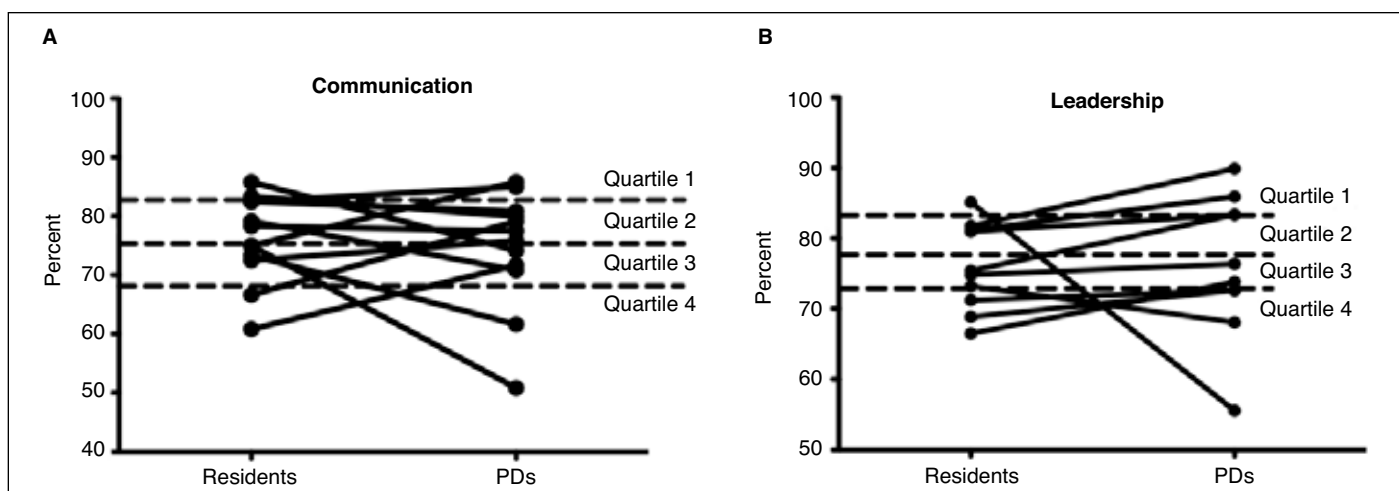 A
Communication
100
90
80
70
60
50
40
Percent
Quartile 1
Quartile 2
Quartile 3
Quartile 4
Residents
PDs
B
Leadership
100
90
80
70
60
50
Percent
Quartile 1
Quartile 2
Quartile 3
Quartile 4
Residents
PDs